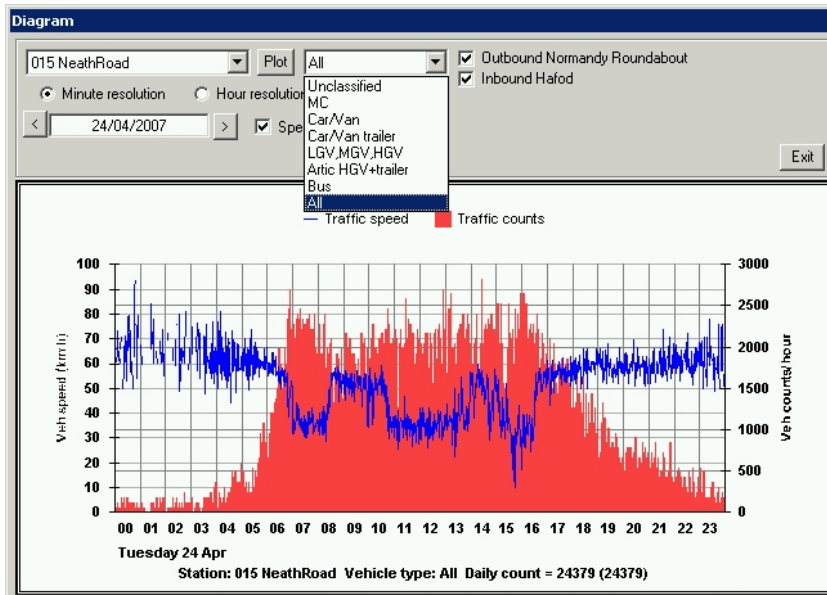 Diagram
015 NeathRoad Plot All Outbound Normandy Roundabout
Inbound Hafod
Minute resolution Hour resolution
< 24/04/2007 > Spe
Unclassified
MC
Car/Van
Car/Van trailer
LGV,MGV,HGV
Artic HGV+trailer
Bus
All
Exit
Traffic speed Traffic counts
100 3000
90
80 2500
70
60 2000
50 1500
40
30 1000
20 500
10
0 0
Veh speed (km/h)
Veh counts/hour
00 01 02 03 04 05 06 07 08 09 10 11 12 13 14 15 16 17 18 19 20 21 22 23
Tuesday 24 Apr
Station: 015 NeathRoad Vehicle type: All Daily count = 24379 (24379)